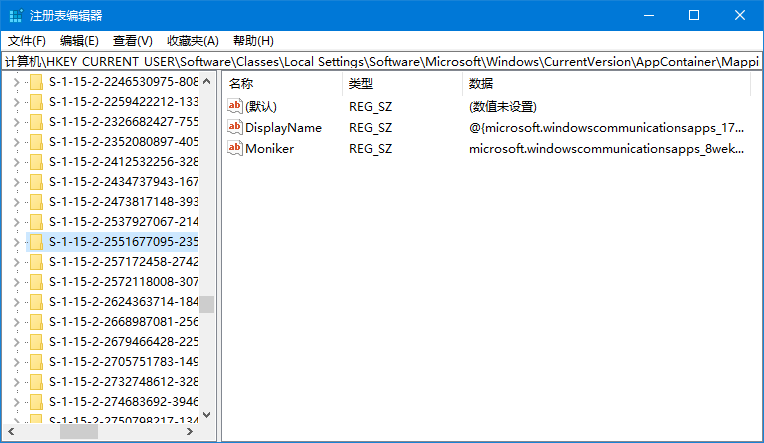 注册表编辑器
文件(F) 编辑(E) 查看(V) 收藏夹(A) 帮助(H)
计算机\HKEY_CURRENT_USER\Software\Classes\Local Settings\Software\Microsoft\Windows\CurrentVersion\AppContainer\Mappi
S-1-15-2-2246530975-808
S-1-15-2-2259422212-133
S-1-15-2-2326682427-755
S-1-15-2-2352080897-405
S-1-15-2-2412532256-328
S-1-15-2-2434737943-167
S-1-15-2-2473817148-393
S-1-15-2-2537927067-214
S-1-15-2-2551677095-235
S-1-15-2-257172458-2742
S-1-15-2-2572118008-307
S-1-15-2-2624363714-184
S-1-15-2-2668987081-256
S-1-15-2-2679466428-225
S-1-15-2-2705751783-149
S-1-15-2-2732748612-328
S-1-15-2-274683692-3946
S-1-15-2-2750798217-134
名称 类型 数据
(默认) REG_SZ (数值未设置)
DisplayName REG_SZ @{microsoft.windowscommunicationsapps_17...
Moniker REG_SZ microsoft.windowscommunicationsapps_8wek...